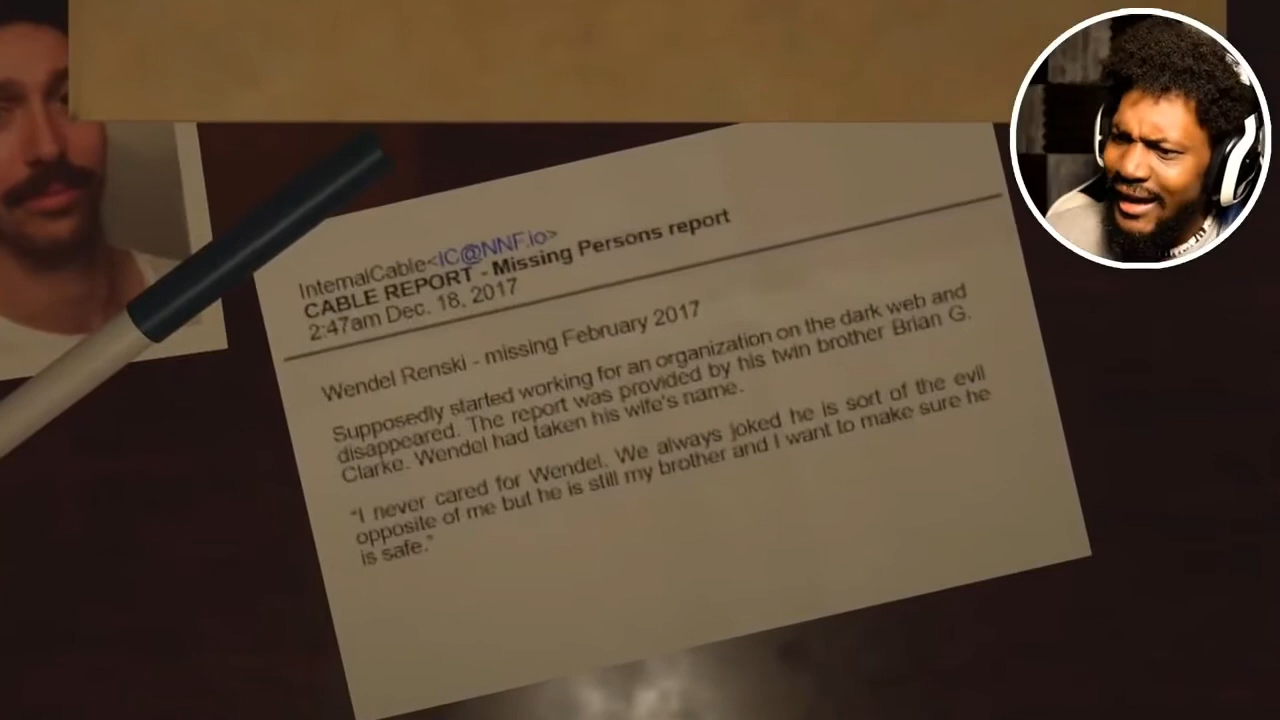 InternalCable<IC@NNF.io>
CABLE REPORT - Missing Persons report
2:47am Dec. 18, 2017
Wendel Renski - missing February 2017
Supposedly started working for an organization on the dark web and
disappeared. The report was provided by his twin brother Brian G.
Clarke. Wendel had taken his wife's name.
"I never cared for Wendel. We always joked he is sort of the evil
opposite of me but he is still my brother and I want to make sure he
is safe."